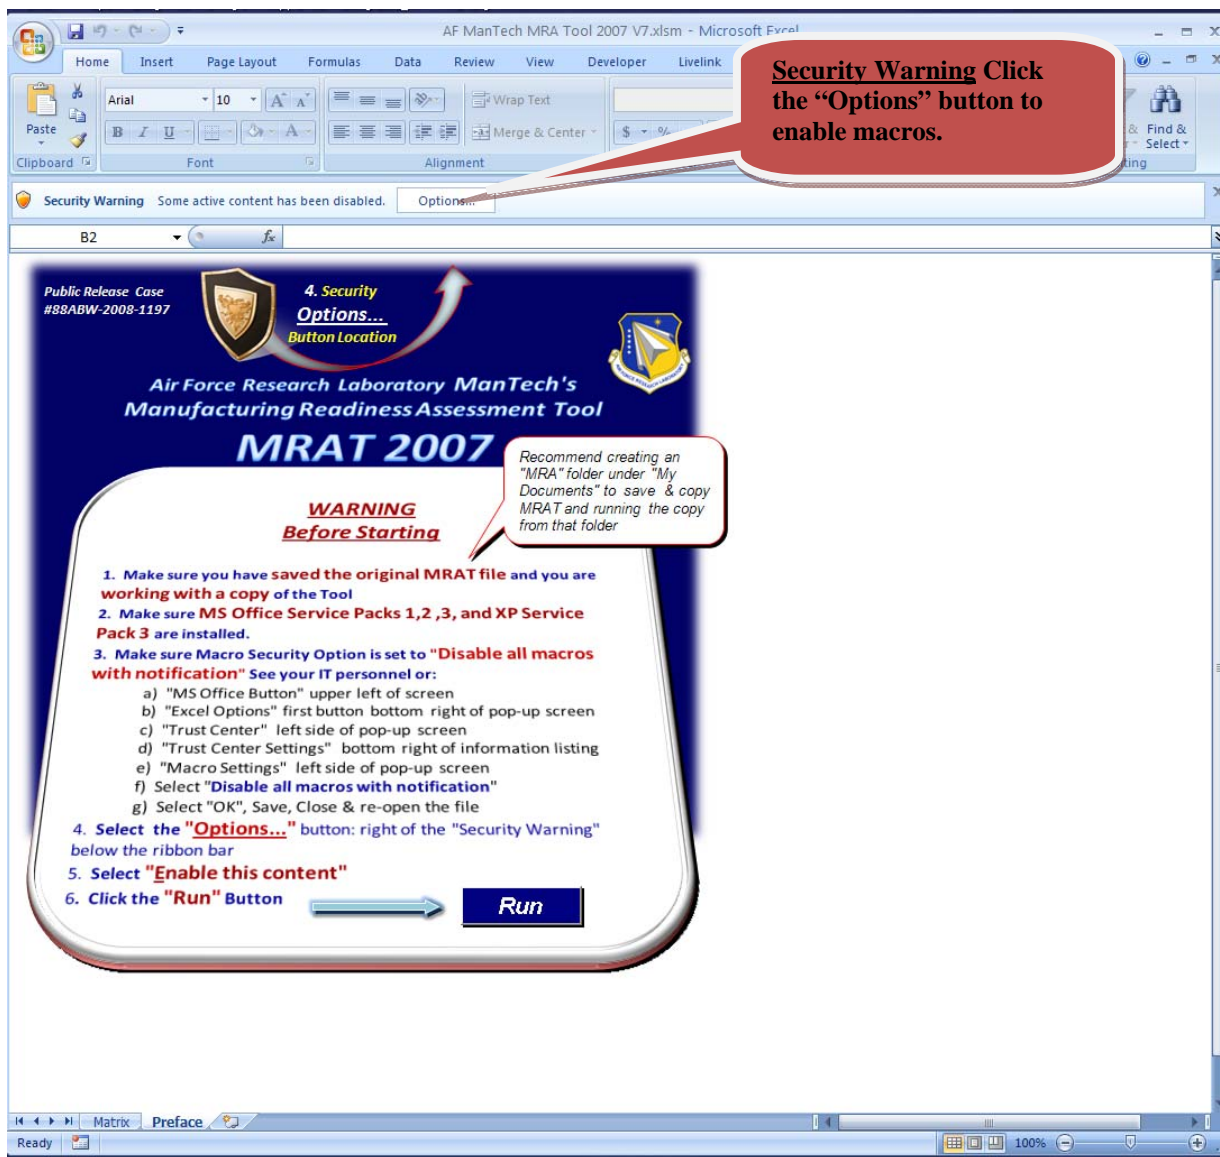 AF ManTech MRA Tool 2007 V7.xlsm - Microsoft Excel
Home Insert Page Layout Formulas Data Review View Developer Livelink
Security Warning Click
the “Options” button to
enable macros.
Paste
Arial 10
Wrap Text
B I U
Merge & Center
$ %
Find &
Select
Clipboard Font Alignment
Security Warning Some active content has been disabled. Options...
B2 fx
Public Release Case
#88ABW-2008-1197
4. Security
Options...
Button Location
Air Force Research Laboratory ManTech's
Manufacturing Readiness Assessment Tool
MRAT 2007
Recommend creating an
"MRA" folder under "My
Documents" to save & copy
MRAT and running the copy
from that folder
WARNING
Before Starting
1. Make sure you have saved the original MRAT file and you are
working with a copy of the Tool
2. Make sure MS Office Service Packs 1,2 ,3, and XP Service
Pack 3 are installed.
3. Make sure Macro Security Option is set to "Disable all macros
with notification" See your IT personnel or:
a) "MS Office Button" upper left of screen
b) "Excel Options" first button bottom right of pop-up screen
c) "Trust Center" left side of pop-up screen
d) "Trust Center Settings" bottom right of information listing
e) "Macro Settings" left side of pop-up screen
f) Select "Disable all macros with notification"
g) Select "OK", Save, Close & re-open the file
4. Select the "Options..." button: right of the "Security Warning"
below the ribbon bar
5. Select "Enable this content"
6. Click the "Run" Button
Run
Matrix Preface
Ready 100%